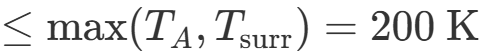 ≤ max(T_A, T_surr) = 200 K